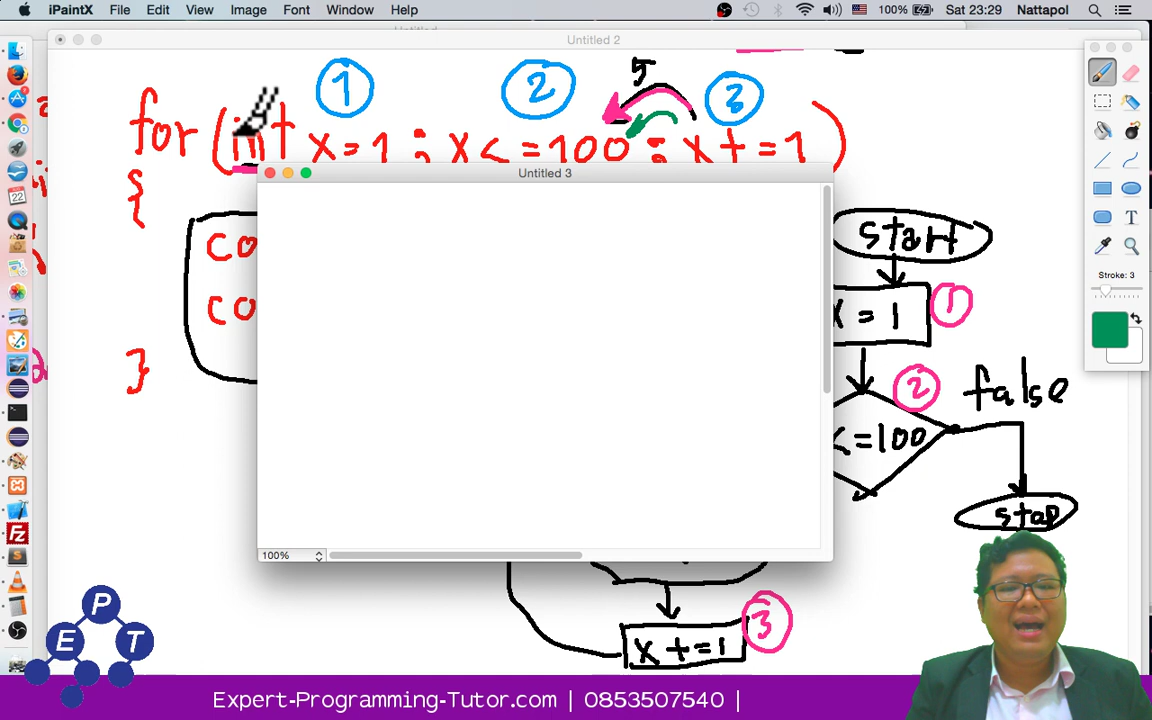 iPaintX File Edit View Image Font Window Help 100% Sat 23:29 Nattapol
Untitled 2
1 2 5 3
for (int x=1 ; x<=100 ; x+=1)
{
Untitled 3
co
co
}
start
x=1 1
2 false
<=100
stop
x+=1 3
100%
T
Stroke: 3
P
E T
Expert-Programming-Tutor.com | 0853507540 |